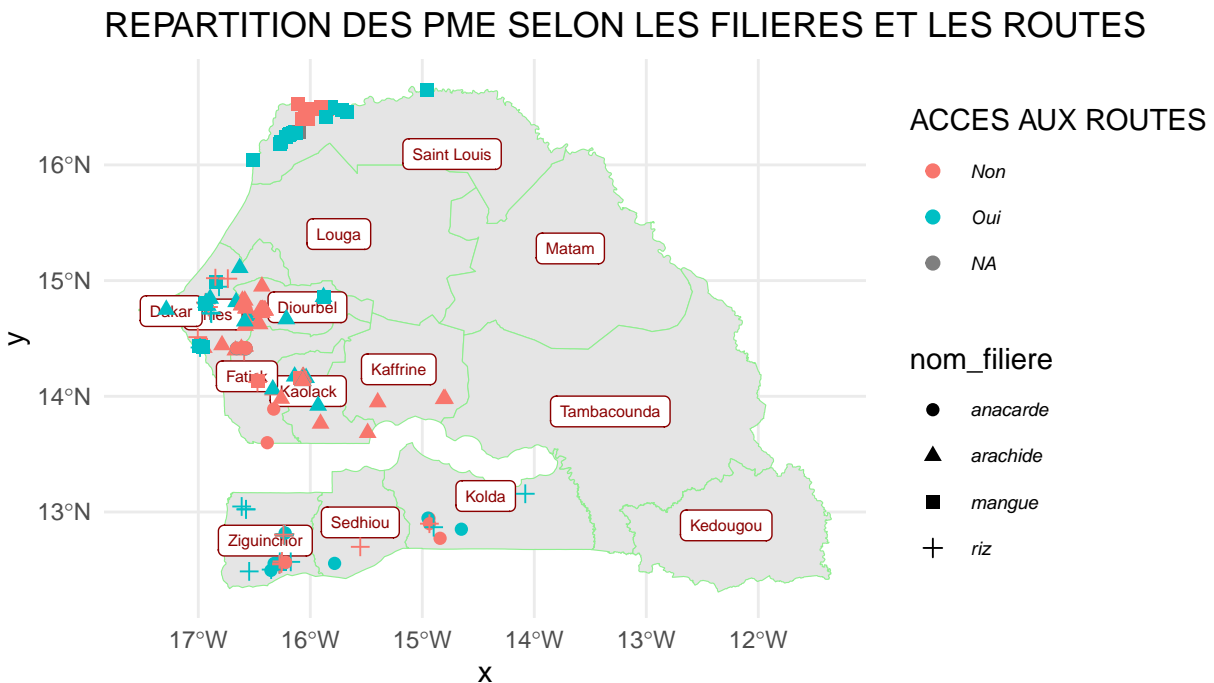 REPARTITION DES PME SELON LES FILIERES ET LES ROUTES
16°N
15°N
14°N
13°N
y
Saint Louis
Louga
Matam
Dakar
Diourbel
Kaffrine
Kaolack
Tambacounda
Kolda
Sedhiou
Ziguinchor
Kedougou
17°W
16°W
15°W
14°W
13°W
12°W
x
ACCES AUX ROUTES
Non
Oui
NA
nom_filiere
anacarde
arachide
mangue
riz